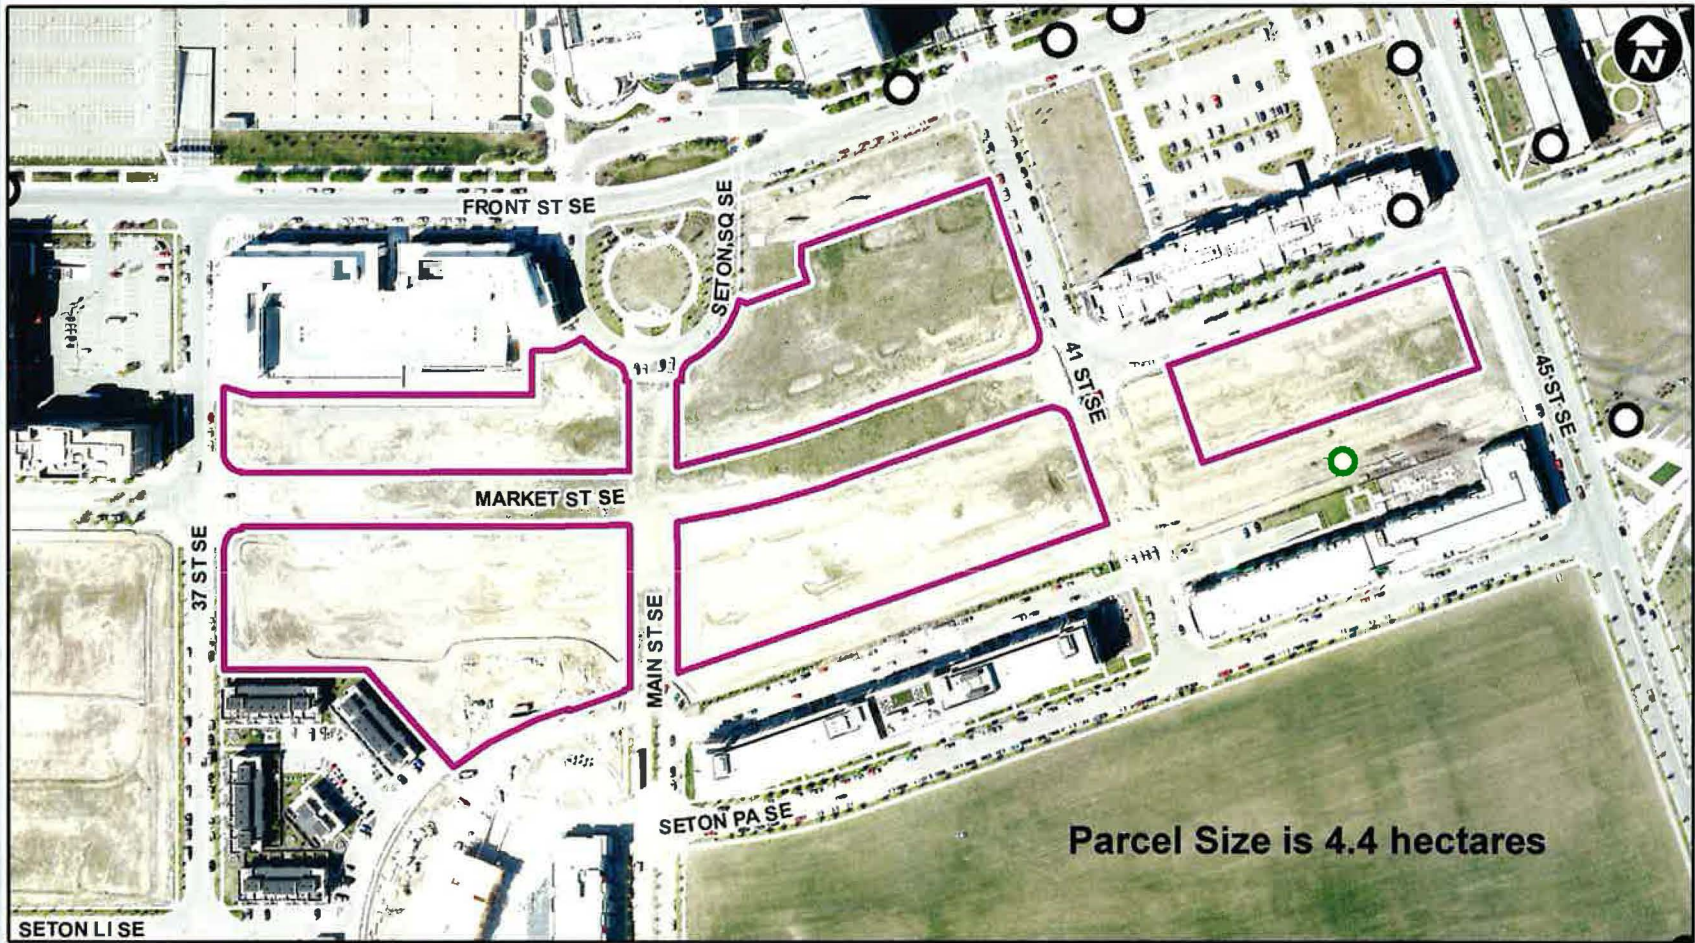 N
FRONT ST SE
SETON SQ SE
41 ST SE
45 ST SE
MARKET ST SE
37 ST SE
MAIN ST SE
SETON PA SE
Parcel Size is 4.4 hectares
SETON LI SE